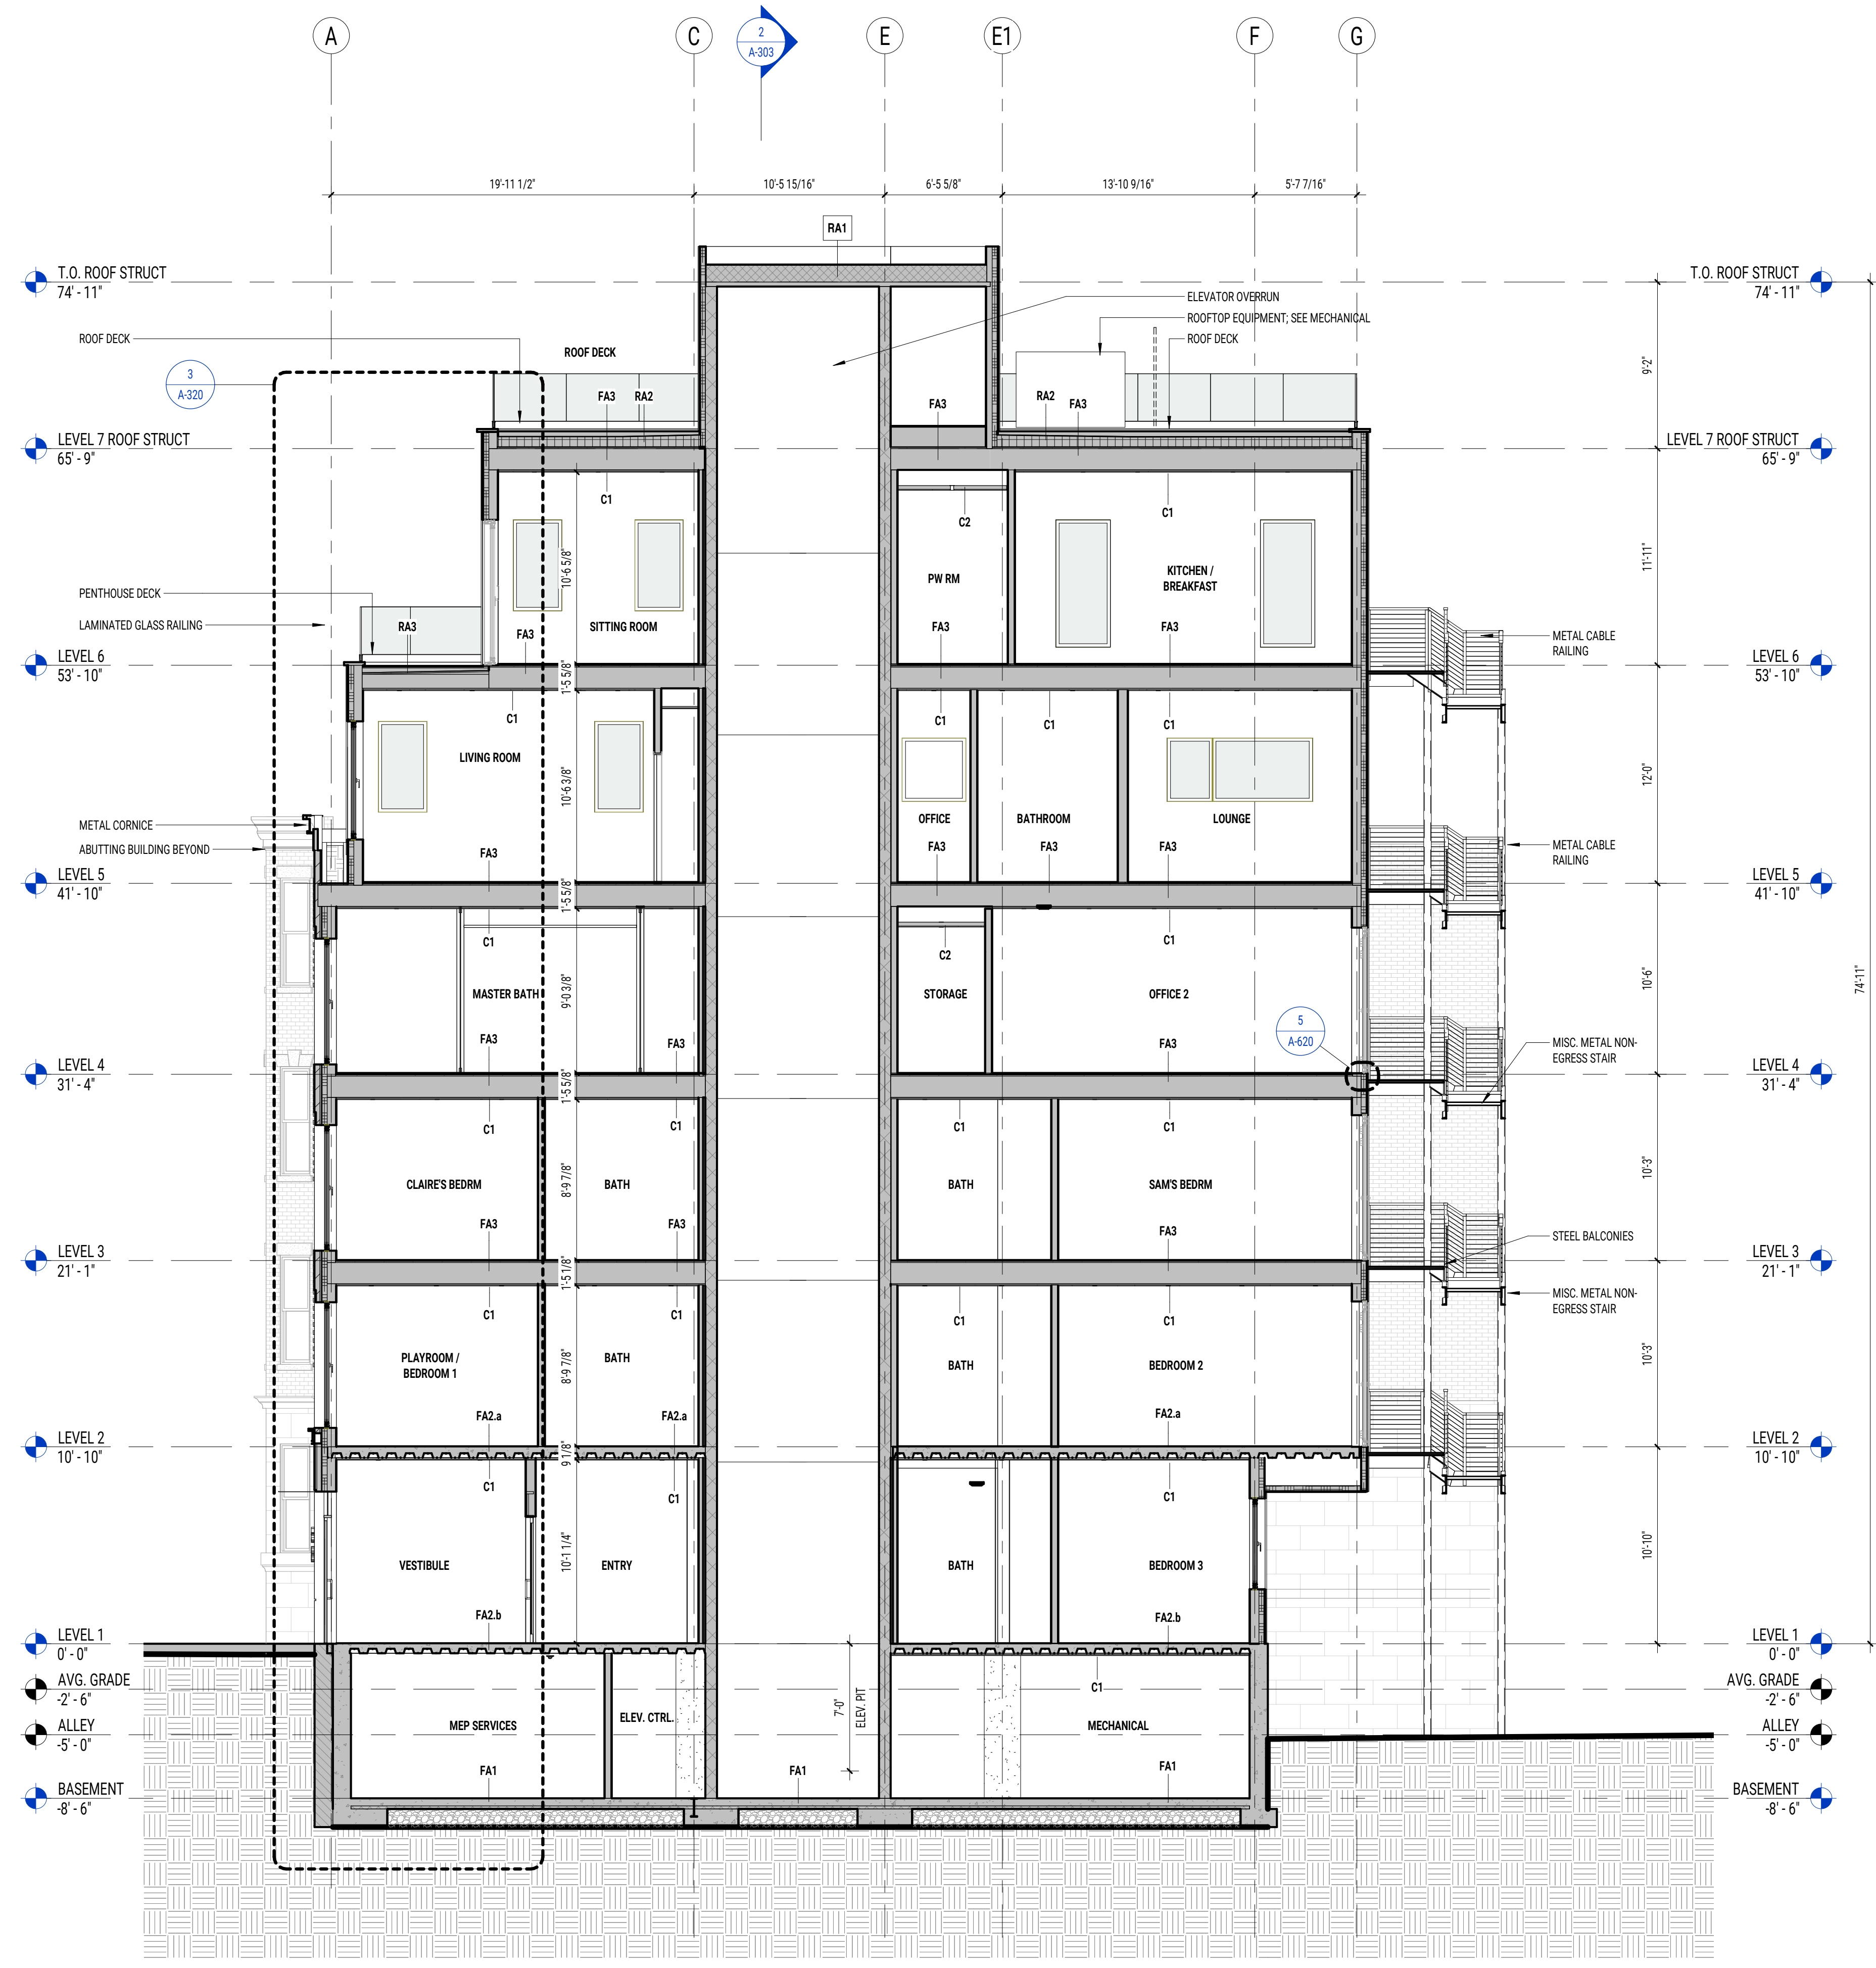 A
C
2
A-303
E
E1
F
G
19'-11 1/2"
10'-5 15/16"
6'-5 5/8"
13'-10 9/16"
5'-7 7/16"
RA1
T.O. ROOF STRUCT
74' - 11"
T.O. ROOF STRUCT
74' - 11"
ELEVATOR OVERRUN
ROOFTOP EQUIPMENT; SEE MECHANICAL
ROOF DECK
ROOF DECK
ROOF DECK
9'-2"
3
A-320
FA3
RA2
FA3
RA2
FA3
LEVEL 7 ROOF STRUCT
65' - 9"
LEVEL 7 ROOF STRUCT
65' - 9"
C1
C2
C1
10'-6 5/8"
11'-11"
PW RM
KITCHEN /
BREAKFAST
PENTHOUSE DECK
LAMINATED GLASS RAILING
RA3
FA3
SITTING ROOM
FA3
FA3
METAL CABLE
RAILING
LEVEL 6
53' - 10"
LEVEL 6
53' - 10"
1'-5 5/8"
C1
C1
C1
C1
LIVING ROOM
10'-6 3/8"
12'-0"
METAL CORNICE
ABUTTING BUILDING BEYOND
OFFICE
BATHROOM
LOUNGE
FA3
FA3
FA3
FA3
METAL CABLE
RAILING
LEVEL 5
41' - 10"
LEVEL 5
41' - 10"
1'-5 5/8"
C1
C2
C1
MASTER BATH
9'-0 3/8"
STORAGE
OFFICE 2
10'-6"
74'-11"
5
A-620
FA3
FA3
FA3
MISC. METAL NON-
EGRESS STAIR
LEVEL 4
31' - 4"
LEVEL 4
31' - 4"
1'-5 5/8"
C1
C1
C1
C1
CLAIRE'S BEDRM
8'-9 7/8"
BATH
BATH
SAM'S BEDRM
10'-3"
FA3
FA3
FA3
STEEL BALCONIES
LEVEL 3
21' - 1"
LEVEL 3
21' - 1"
1'-5 1/8"
MISC. METAL NON-
EGRESS STAIR
C1
C1
C1
C1
PLAYROOM /
BEDROOM 1
8'-9 7/8"
BATH
BATH
BEDROOM 2
10'-3"
FA2.a
FA2.a
FA2.a
LEVEL 2
10' - 10"
LEVEL 2
10' - 10"
9 1/8"
C1
C1
C1
VESTIBULE
10'-1 1/4"
ENTRY
BATH
BEDROOM 3
10'-10"
FA2.b
FA2.b
LEVEL 1
0' - 0"
LEVEL 1
0' - 0"
AVG. GRADE
-2' - 6"
AVG. GRADE
-2' - 6"
C1
7'-0"
ELEV. PIT
MEP SERVICES
ELEV. CTRL.
MECHANICAL
ALLEY
-5' - 0"
ALLEY
-5' - 0"
FA1
FA1
FA1
BASEMENT
-8' - 6"
BASEMENT
-8' - 6"